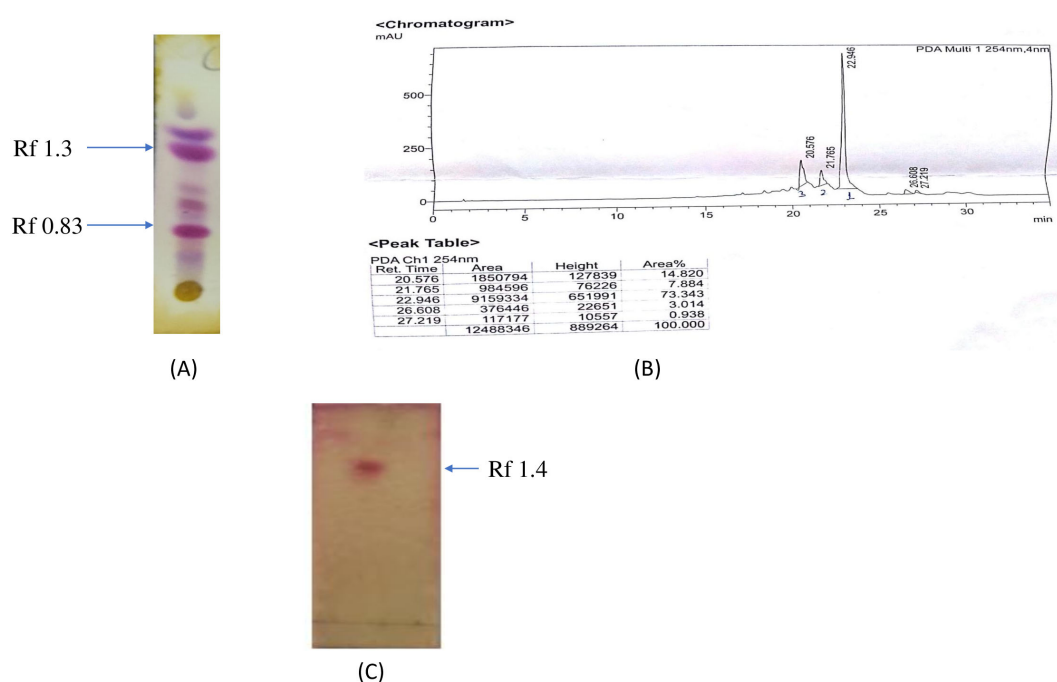 Rf 1.3
Rf 0.83
(A)
<Chromatogram>
mAU
PDA Multi 1 254nm,4nm
500
250
0
20.576
21.765
22.946
26.608
27.219
3
2
1
0
5
10
15
20
25
30
min
<Peak Table>
PDA Ch1 254nm
Ret. Time Area Height Area%
20.576 1850794 127839 14.820
21.765 984596 76226 7.884
22.946 9159334 651991 73.343
26.608 376446 22651 3.014
27.219 117177 10557 0.938
12488346 889264 100.000
(B)
Rf 1.4
(C)